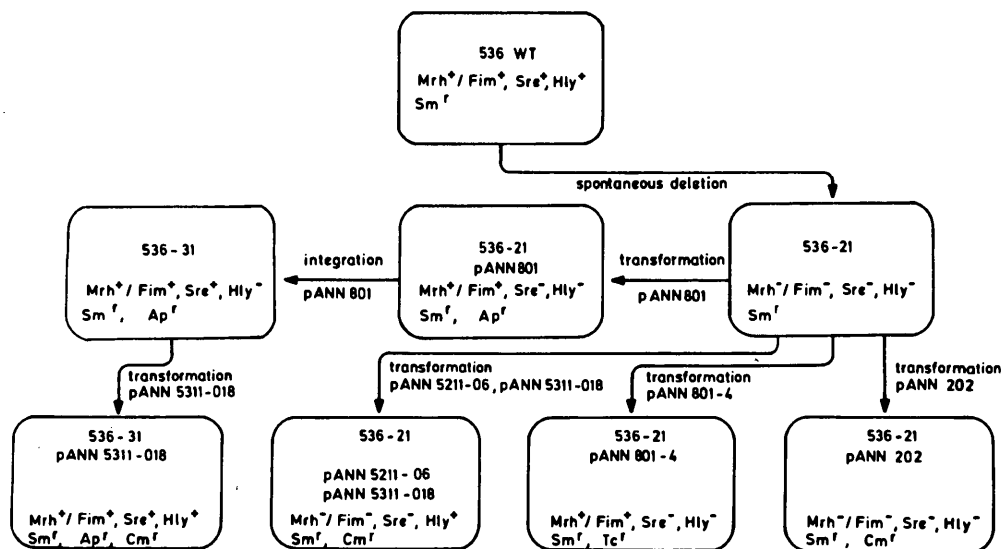 536 WT
Mrh⁺/ Fim⁺, Sre⁺, Hly⁺
Smʳ
spontaneous deletion
536-31
Mrh⁺/ Fim⁺, Sre⁺, Hly⁻
Smʳ, Apʳ
integration
pANN 801
536-21
pANN801
Mrh⁺/ Fim⁺, Sre⁻, Hly⁻
Smʳ, Apʳ
transformation
pANN801
536-21
Mrh⁻/ Fim⁻, Sre⁻, Hly⁻
Smʳ
transformation
pANN 5311-018
transformation
pANN 5211-06, pANN 5311-018
transformation
pANN 801-4
transformation
pANN 202
536-31
pANN 5311-018
Mrh⁺/ Fim⁺, Sre⁺, Hly⁺
Smʳ, Apʳ, Cmʳ
536-21
pANN 5211-06
pANN 5311-018
Mrh⁻/ Fim⁻, Sre⁻, Hly⁺
Smʳ, Cmʳ
536-21
pANN 801-4
Mrh⁺/ Fim⁺, Sre⁻, Hly⁻
Smʳ, Tcʳ
536-21
pANN 202
Mrh⁻/ Fim⁻, Sre⁻, Hly⁻
Smʳ, Cmʳ